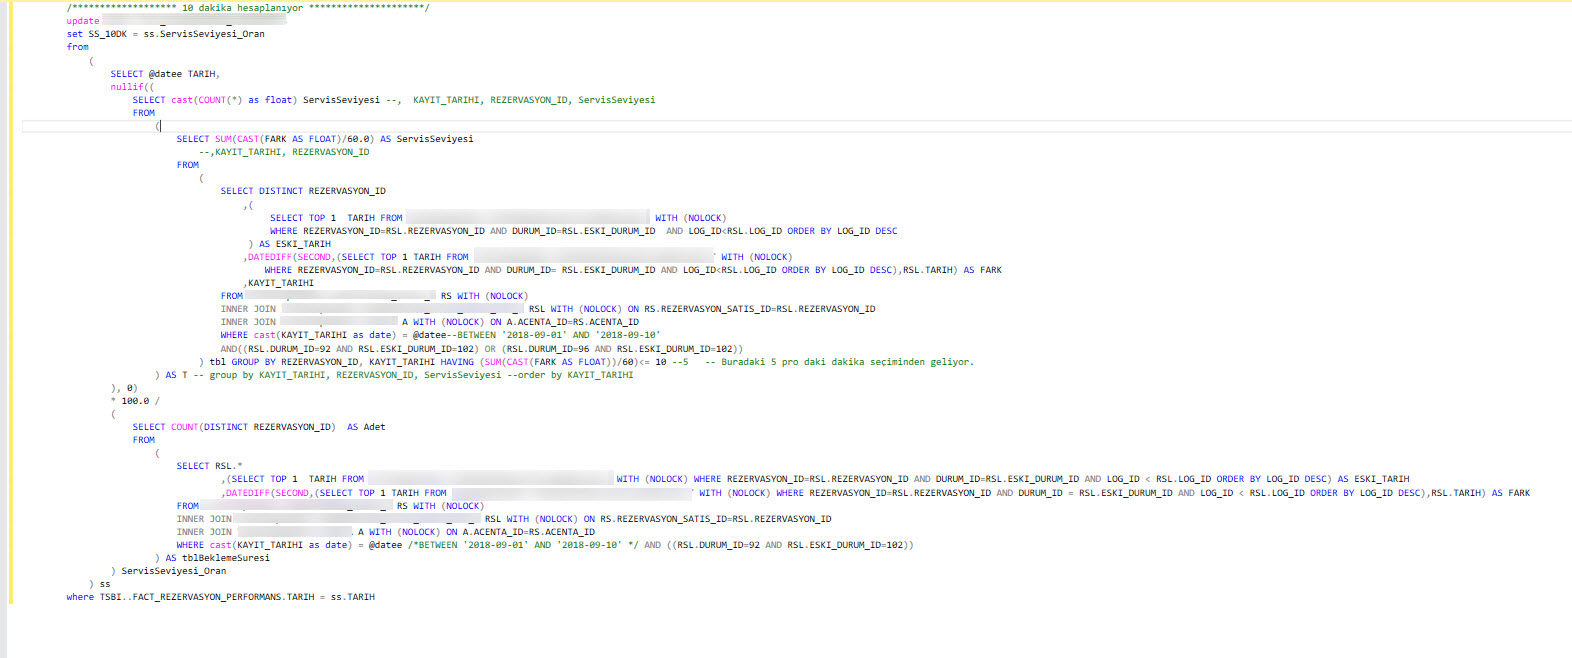 /******************* 10 dakika hesaplanıyor *********************/
update
set SS_10DK = ss.ServisSeviyesi_Oran
from
(
SELECT @datee TARIH,
nullif((
SELECT cast(COUNT(*) as float) ServisSeviyesi --, KAYIT_TARIHI, REZERVASYON_ID, ServisSeviyesi
FROM
(
SELECT SUM(CAST(FARK AS FLOAT)/60.0) AS ServisSeviyesi
--,KAYIT_TARIHI, REZERVASYON_ID
FROM
(
SELECT DISTINCT REZERVASYON_ID
,(
SELECT TOP 1 TARIH FROM WITH (NOLOCK)
WHERE REZERVASYON_ID=RSL.REZERVASYON_ID AND DURUM_ID=RSL.ESKI_DURUM_ID AND LOG_ID<RSL.LOG_ID ORDER BY LOG_ID DESC
) AS ESKI_TARIH
,DATEDIFF(SECOND,(SELECT TOP 1 TARIH FROM WITH (NOLOCK)
WHERE REZERVASYON_ID=RSL.REZERVASYON_ID AND DURUM_ID= RSL.ESKI_DURUM_ID AND LOG_ID<RSL.LOG_ID ORDER BY LOG_ID DESC),RSL.TARIH) AS FARK
,KAYIT_TARIHI
FROM RS WITH (NOLOCK)
INNER JOIN RSL WITH (NOLOCK) ON RS.REZERVASYON_SATIS_ID=RSL.REZERVASYON_ID
INNER JOIN A WITH (NOLOCK) ON A.ACENTA_ID=RS.ACENTA_ID
WHERE cast(KAYIT_TARIHI as date) = @datee--BETWEEN '2018-09-01' AND '2018-09-10'
AND((RSL.DURUM_ID=92 AND RSL.ESKI_DURUM_ID=102) OR (RSL.DURUM_ID=96 AND RSL.ESKI_DURUM_ID=102))
) tbl GROUP BY REZERVASYON_ID, KAYIT_TARIHI HAVING (SUM(CAST(FARK AS FLOAT))/60)<= 10 --5 -- Buradaki 5 pro daki dakika seçiminden geliyor.
) AS T -- group by KAYIT_TARIHI, REZERVASYON_ID, ServisSeviyesi --order by KAYIT_TARIHI
), 0)
* 100.0 /
(
SELECT COUNT(DISTINCT REZERVASYON_ID) AS Adet
FROM
(
SELECT RSL.*
,(SELECT TOP 1 TARIH FROM WITH (NOLOCK) WHERE REZERVASYON_ID=RSL.REZERVASYON_ID AND DURUM_ID=RSL.ESKI_DURUM_ID AND LOG_ID < RSL.LOG_ID ORDER BY LOG_ID DESC) AS ESKI_TARIH
,DATEDIFF(SECOND,(SELECT TOP 1 TARIH FROM WITH (NOLOCK) WHERE REZERVASYON_ID=RSL.REZERVASYON_ID AND DURUM_ID = RSL.ESKI_DURUM_ID AND LOG_ID < RSL.LOG_ID ORDER BY LOG_ID DESC),RSL.TARIH) AS FARK
FROM RS WITH (NOLOCK)
INNER JOIN RSL WITH (NOLOCK) ON RS.REZERVASYON_SATIS_ID=RSL.REZERVASYON_ID
INNER JOIN A WITH (NOLOCK) ON A.ACENTA_ID=RS.ACENTA_ID
WHERE cast(KAYIT_TARIHI as date) = @datee /*BETWEEN '2018-09-01' AND '2018-09-10' */ AND ((RSL.DURUM_ID=92 AND RSL.ESKI_DURUM_ID=102))
) AS tblBeklemeSuresi
) ServisSeviyesi_Oran
) ss
where TSBI..FACT_REZERVASYON_PERFORMANS.TARIH = ss.TARIH